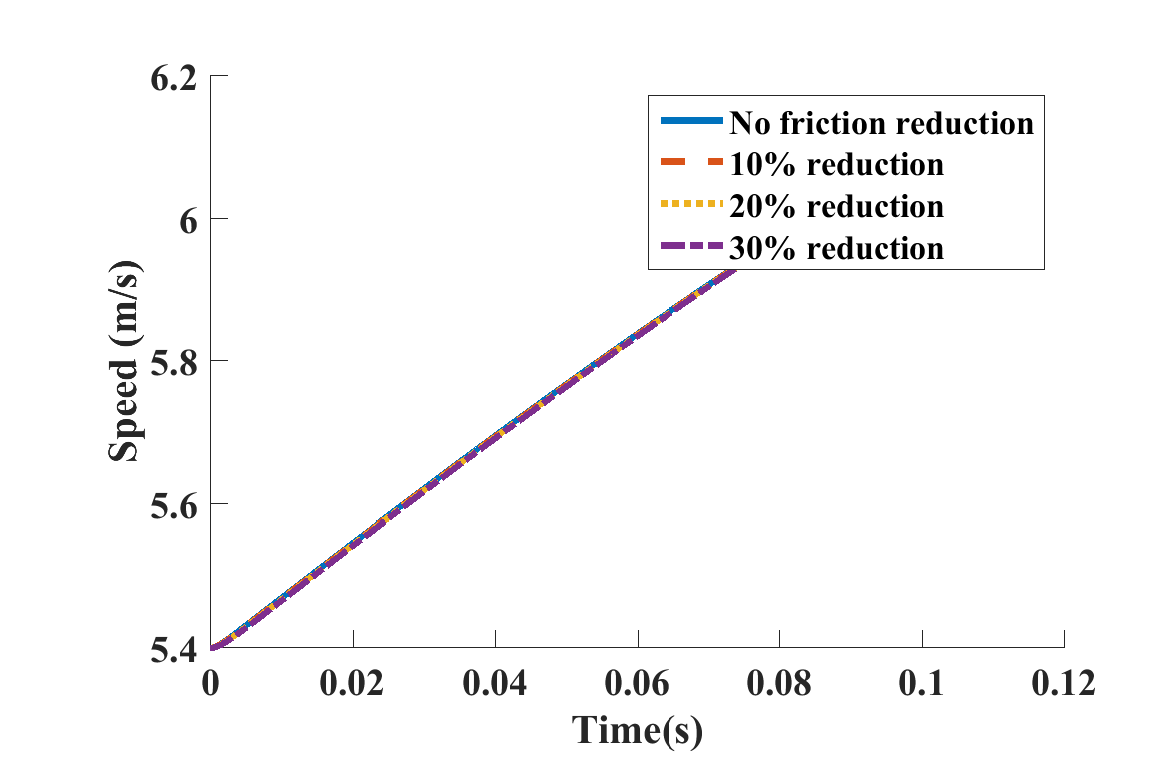 6.2
6
5.8
5.6
5.4
Speed (m/s)
No friction reduction
10% reduction
20% reduction
30% reduction
0 0.02 0.04 0.06 0.08 0.1 0.12
Time(s)